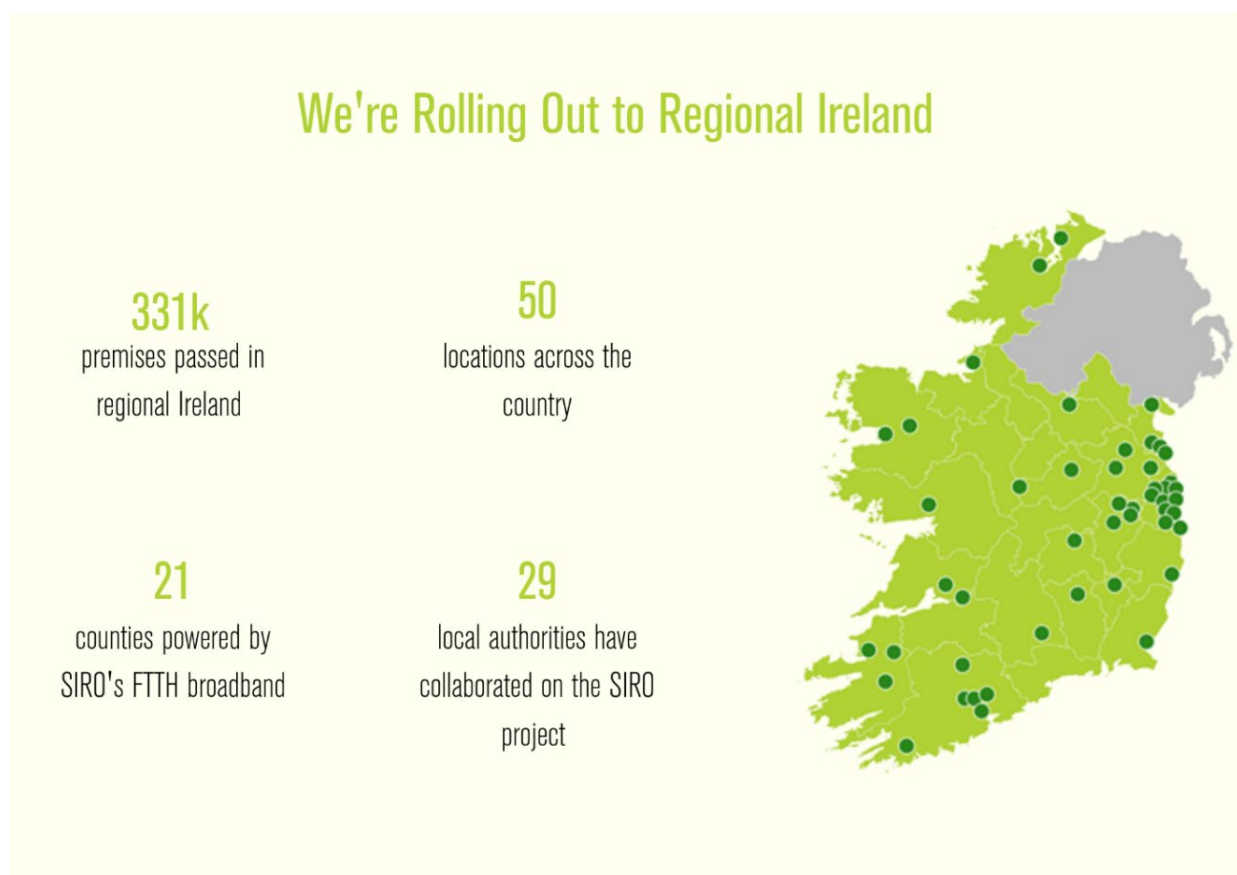 We're Rolling Out to Regional Ireland
331k
premises passed in
regional Ireland
50
locations across the
country
21
counties powered by
SIRO's FTTH broadband
29
local authorities have
collaborated on the SIRO
project